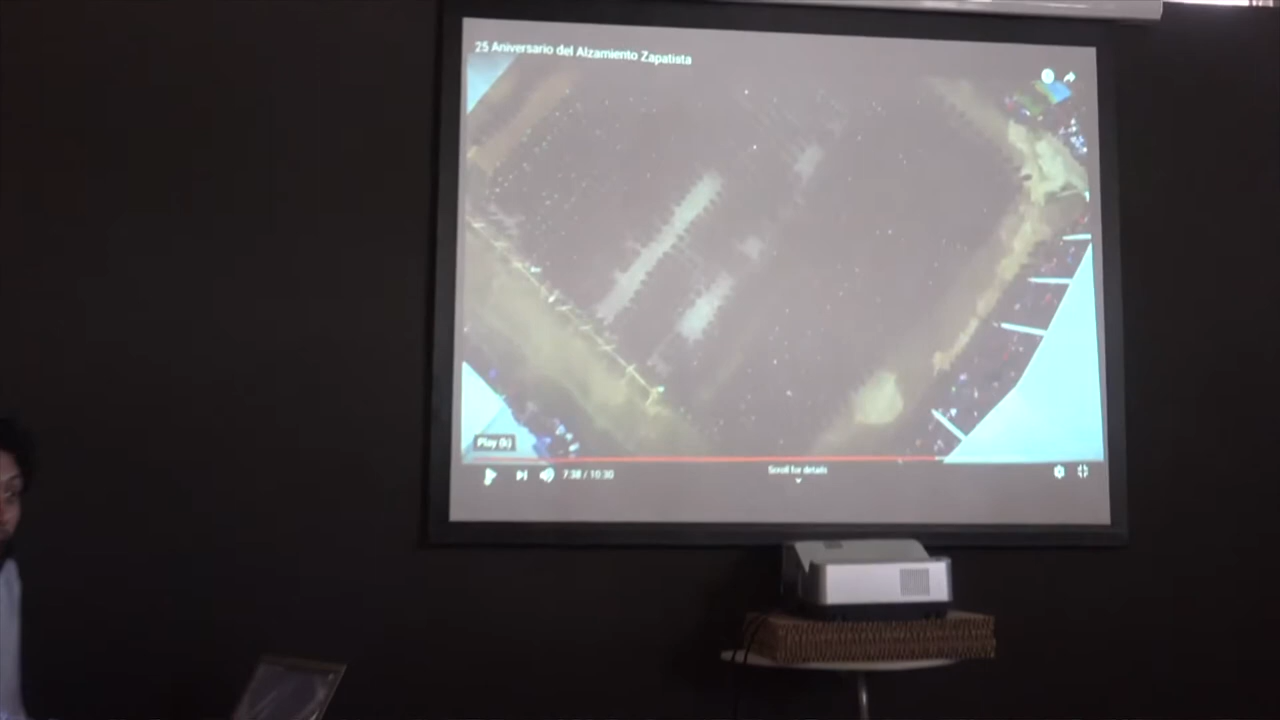 25 Aniversario del Alzamiento Zapatista
Play (k)
7:38 / 10:30
Scroll for details